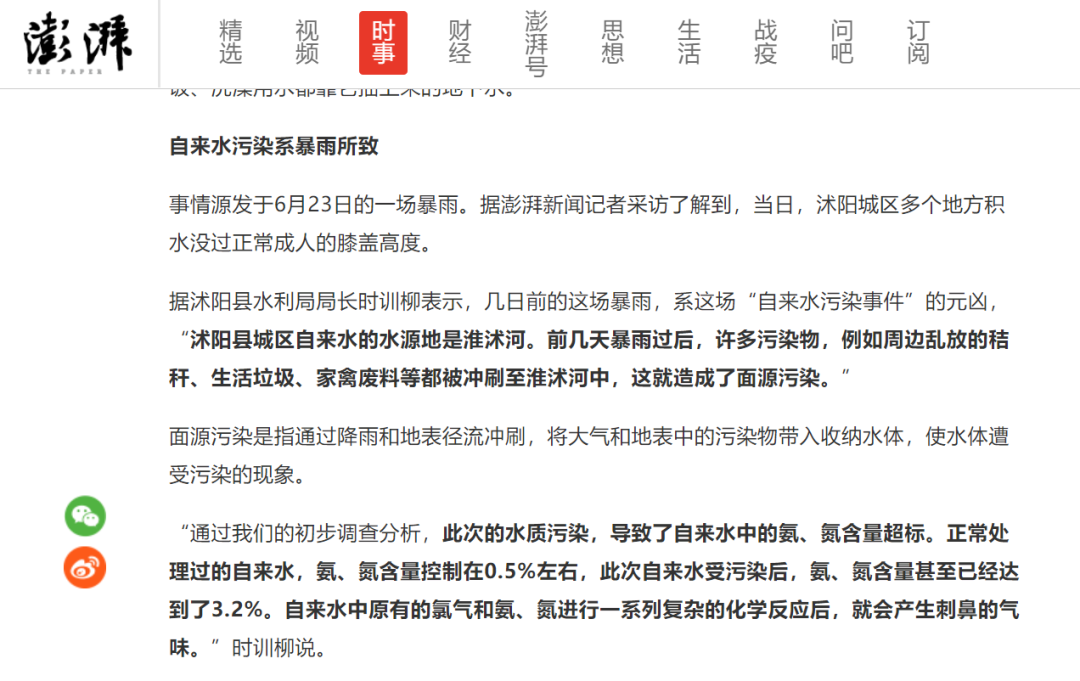 澎湃
THE PAPER
精选
视频
时事
财经
澎湃号
思想
生活
战疫
问吧
订阅
自来水污染系暴雨所致
事情源发于6月23日的一场暴雨。据澎湃新闻记者采访了解到，当日，沭阳城区多个地方积
水没过正常成人的膝盖高度。
据沭阳县水利局局长时训柳表示，几日前的这场暴雨，系这场“自来水污染事件”的元凶，
“沭阳县城区自来水的水源地是淮沭河。前几天暴雨过后，许多污染物，例如周边乱放的秸
秆、生活垃圾、家禽废料等都被冲刷至淮沭河中，这就造成了面源污染。”
面源污染是指通过降雨和地表径流冲刷，将大气和地表中的污染物带入收纳水体，使水体遭
受污染的现象。
“通过我们的初步调查分析，此次的水质污染，导致了自来水中的氨、氮含量超标。正常处
理过的自来水，氨、氮含量控制在0.5%左右，此次自来水受污染后，氨、氮含量甚至已经达
到了3.2%。自来水中原有的氯气和氨、氮进行一系列复杂的化学反应后，就会产生刺鼻的气
味。”时训柳说。